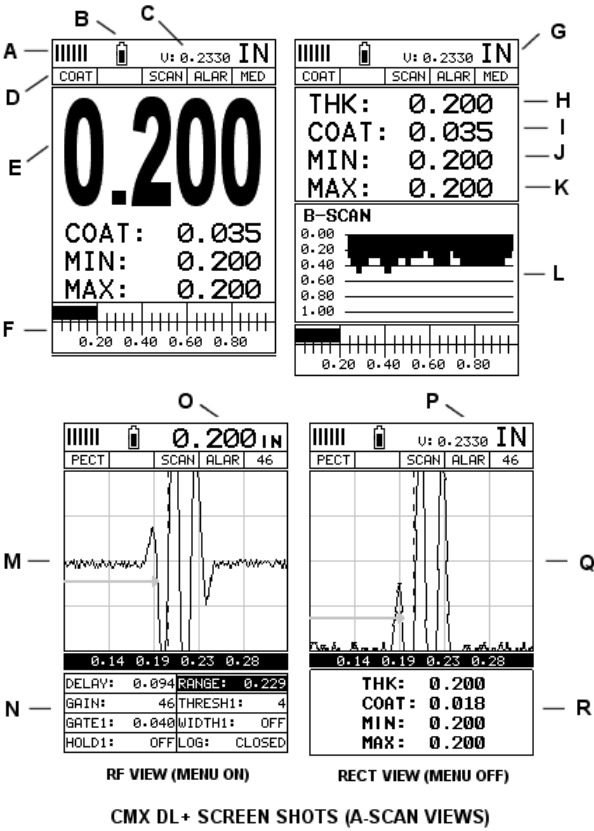 B
C
A
V: 0.2330 IN
V: 0.2330 IN
G
D
COAT SCAN ALAR MED
COAT SCAN ALAR MED
E
0.200
COAT: 0.035
MIN: 0.200
MAX: 0.200
THK: 0.200
H
COAT: 0.035
I
MIN: 0.200
J
MAX: 0.200
K
B-SCAN
0.00
0.20
0.40
0.60
0.80
1.00
L
F
0.20 0.40 0.60 0.80
0.20 0.40 0.60 0.80
O
P
0.200 IN
V: 0.2330 IN
PECT SCAN ALAR 46
PECT SCAN ALAR 46
M
Q
0.14 0.19 0.23 0.28
0.14 0.19 0.23 0.28
N
DELAY: 0.094 RANGE: 0.229
GAIN: 46 THRESH1: 4
GATE1: 0.040 WIDTH1: OFF
HOLD1: OFF LOG: CLOSED
THK: 0.200
COAT: 0.018
MIN: 0.200
MAX: 0.200
R
RF VIEW (MENU ON)
RECT VIEW (MENU OFF)
CMX DL+ SCREEN SHOTS (A-SCAN VIEWS)